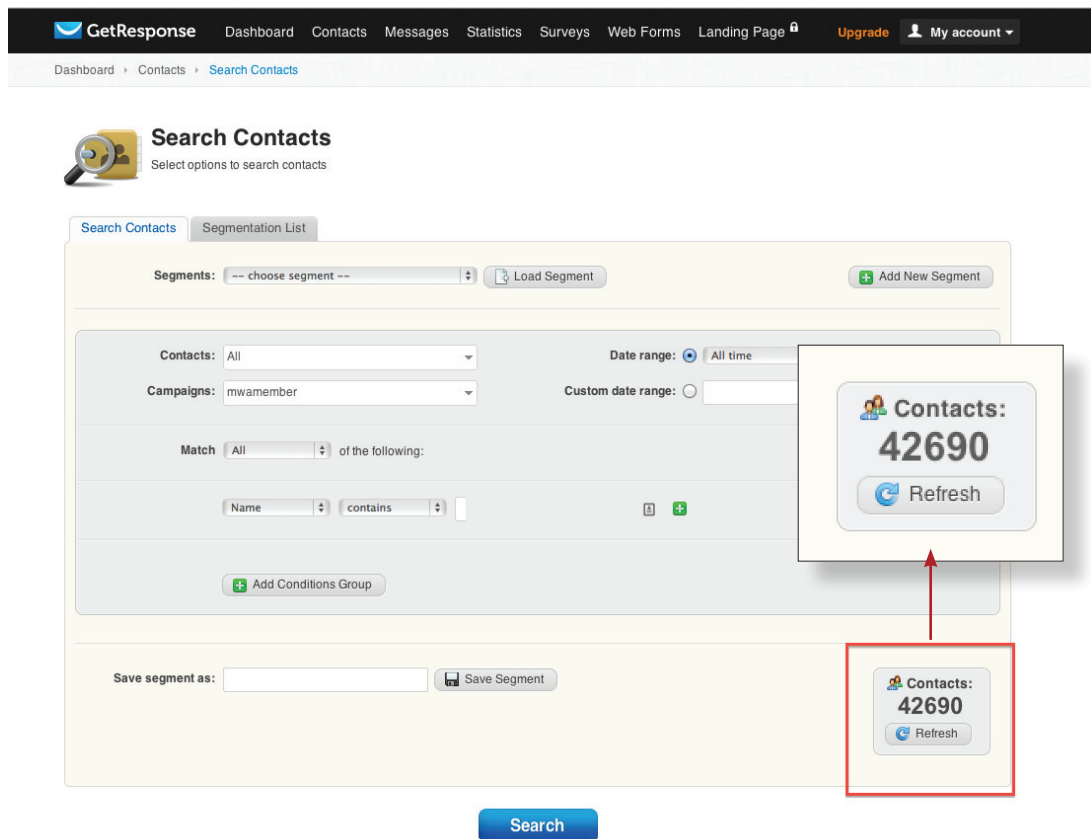 GetResponse Dashboard Contacts Messages Statistics Surveys Web Forms Landing Page Upgrade My account
Dashboard Contacts Search Contacts
Search Contacts
Select options to search contacts
Search Contacts Segmentation List
Segments: -- choose segment -- Load Segment Add New Segment
Contacts: All Date range: All time
Campaigns: mwamember Custom date range:
Contacts:
42690
Refresh
Match All of the following:
Name contains
Add Conditions Group
Save segment as: Save Segment
Contacts:
42690
Refresh
Search